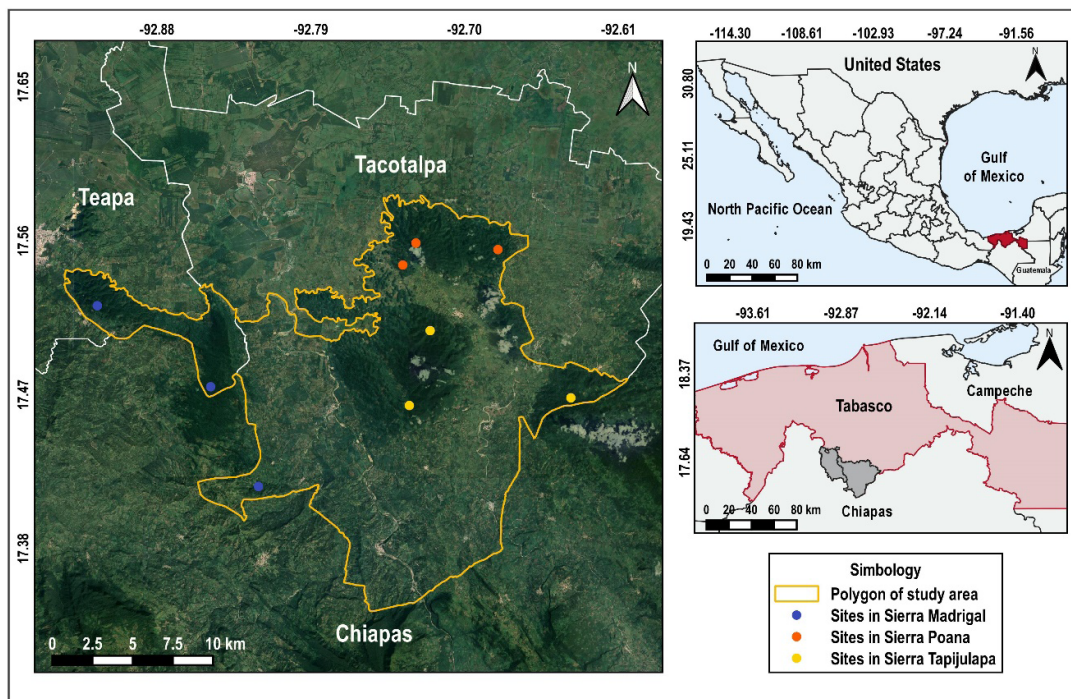 -92.88 -92.79 -92.70 -92.61
17.65
17.56
17.47
17.38
N
Tacotalpa
Teapa
Chiapas
0 2.5 5 7.5 10 km
-114.30 -108.61 -102.93 -97.24 -91.56
30.80
25.11
19.43
United States
N
Gulf
of Mexico
North Pacific Ocean
Guatemala
0 20 40 60 80 km
-93.61 -92.87 -92.14 -91.40
18.37
17.64
Gulf of Mexico
N
Campeche
Tabasco
Chiapas
0 20 40 60 80 km
Simbology
Polygon of study area
Sites in Sierra Madrigal
Sites in Sierra Poana
Sites in Sierra Tapijulapa